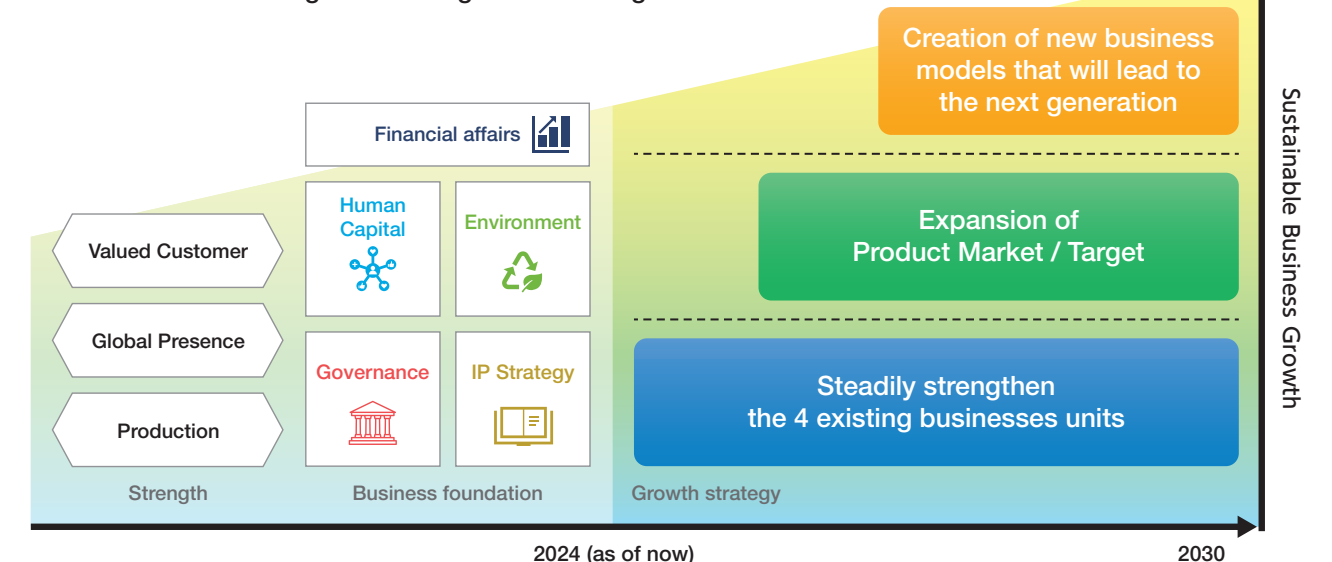 Financial affairs
Human
Capital
Environment
Governance
IP Strategy
Valued Customer
Global Presence
Production
Strength
Business foundation
Growth strategy
Creation of new business
models that will lead to
the next generation
Expansion of
Product Market / Target
Steadily strengthen
the 4 existing businesses units
Sustainable Business Growth
2024 (as of now)
2030